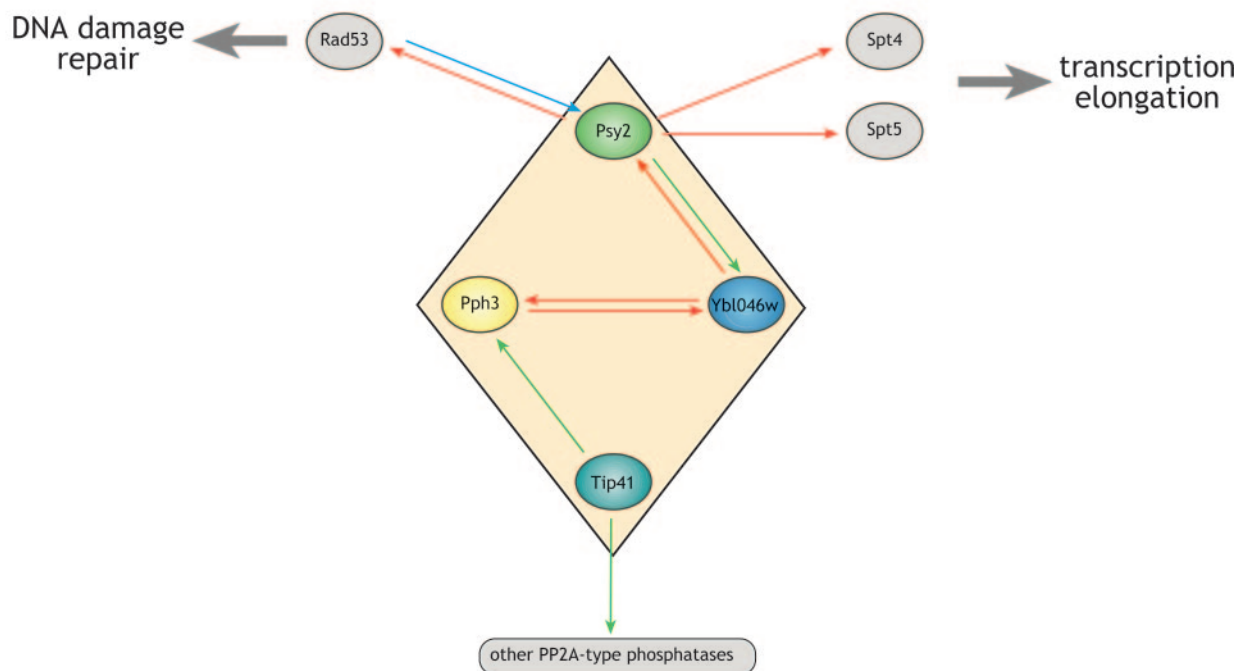 DNA damage
repair
Rad53
Spt4
transcription
elongation
Psy2
Spt5
Pph3
Ybl046w
Tip41
other PP2A-type phosphatases